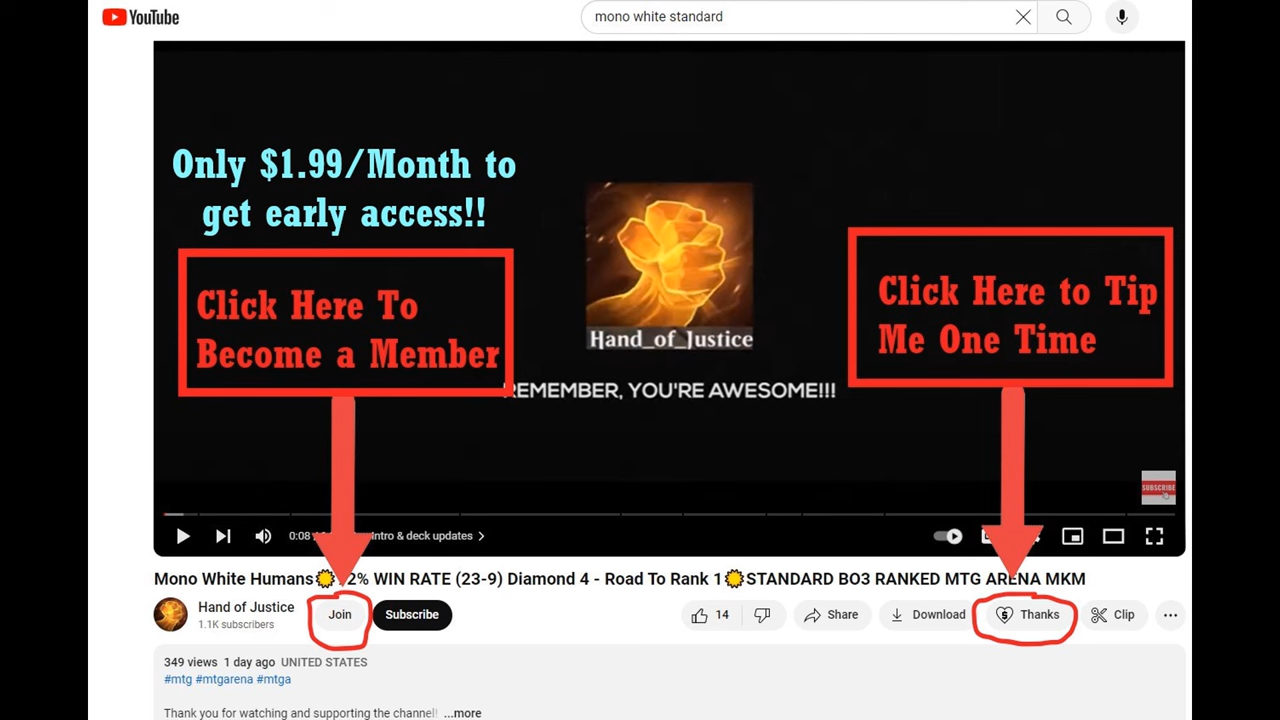 YouTube
mono white standard
Only $1.99/Month to
get early access!!
Click Here To
Become a Member
Click Here to Tip
Me One Time
Hand_of_Justice
REMEMBER, YOU'RE AWESOME!!!
SUBSCRIBE
0:08
Intro & deck updates
Mono White Humans 2% WIN RATE (23-9) Diamond 4 - Road To Rank 1 STANDARD BO3 RANKED MTG ARENA MKM
Hand of Justice
1.1K subscribers
Join
Subscribe
14
Share
Download
Thanks
Clip
349 views 1 day ago UNITED STATES
#mtg #mtgarena #mtga
Thank you for watching and supporting the channel! ...more